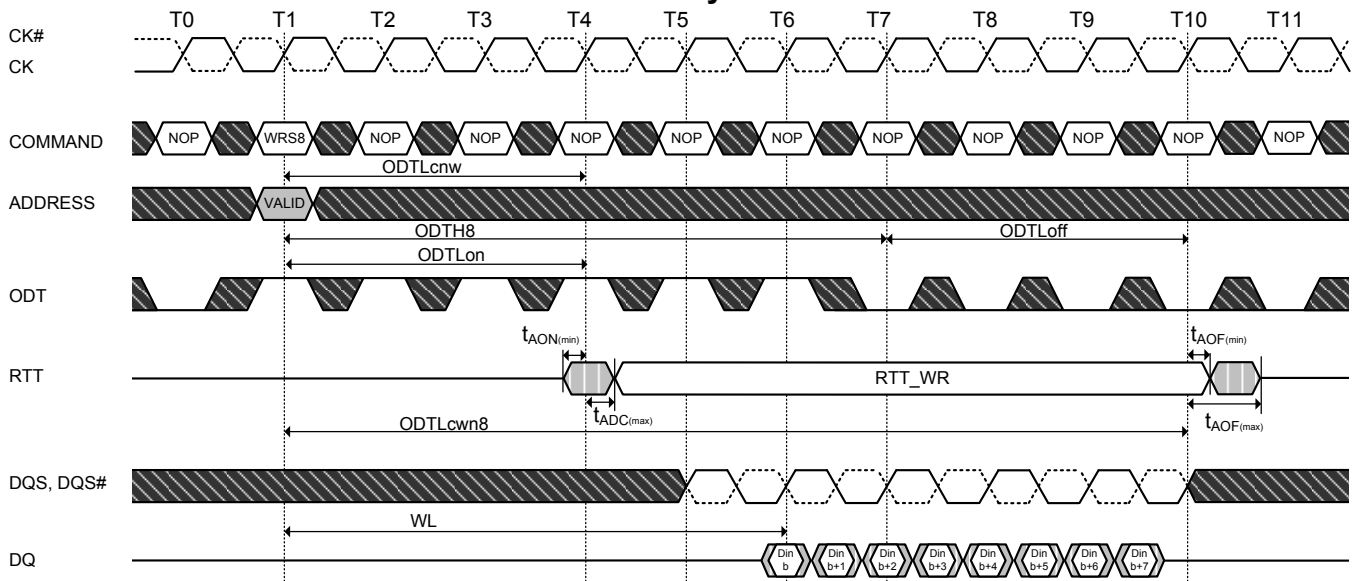 T0 T1 T2 T3 T4 T5 T6 T7 T8 T9 T10 T11
CK#
CK
COMMAND NOP WRS8 NOP NOP NOP NOP NOP NOP NOP NOP NOP NOP
ODTLcnw
ADDRESS VALID
ODTH8 ODTLoff
ODTLon
ODT
tAON(min) tAOF(min)
RTT RTT_WR
tADC(max) tAOF(max)
ODTLcwn8
DQS, DQS#
WL
DQ Din b Din b+1 Din b+2 Din b+3 Din b+4 Din b+5 Din b+6 Din b+7